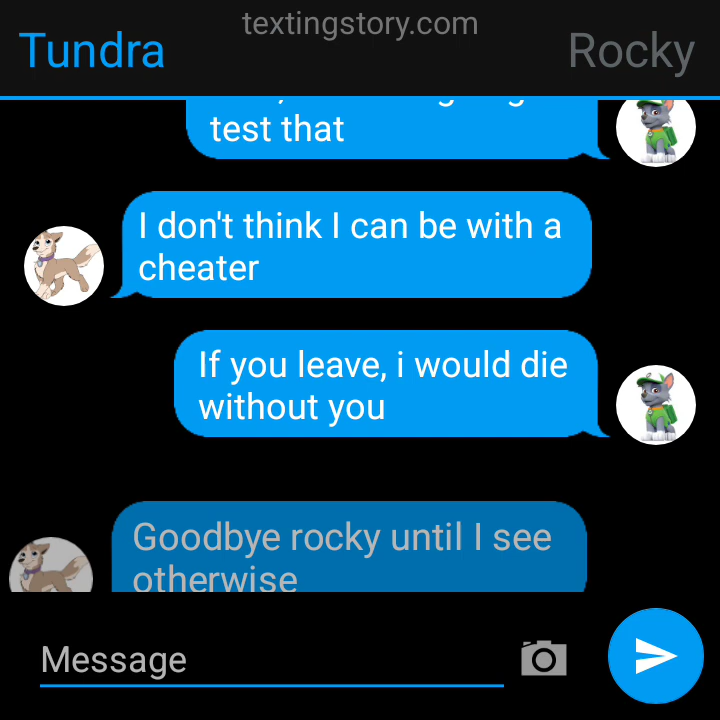 textingstory.com
Tundra
Rocky
test that
I don't think I can be with a
cheater
If you leave, i would die
without you
Goodbye rocky until I see
otherwise
Message